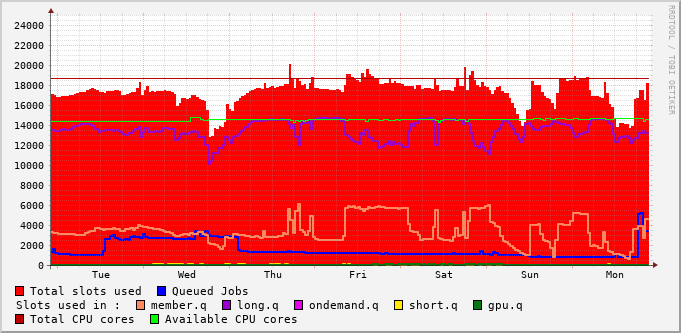 RRDTOOL / TOBI OETIKER
24000
22000
20000
18000
16000
14000
12000
10000
8000
6000
4000
2000
0
Tue Wed Thu Fri Sat Sun Mon
Total slots used Queued Jobs
Slots used in : member.q long.q ondemand.q short.q gpu.q
Total CPU cores Available CPU cores